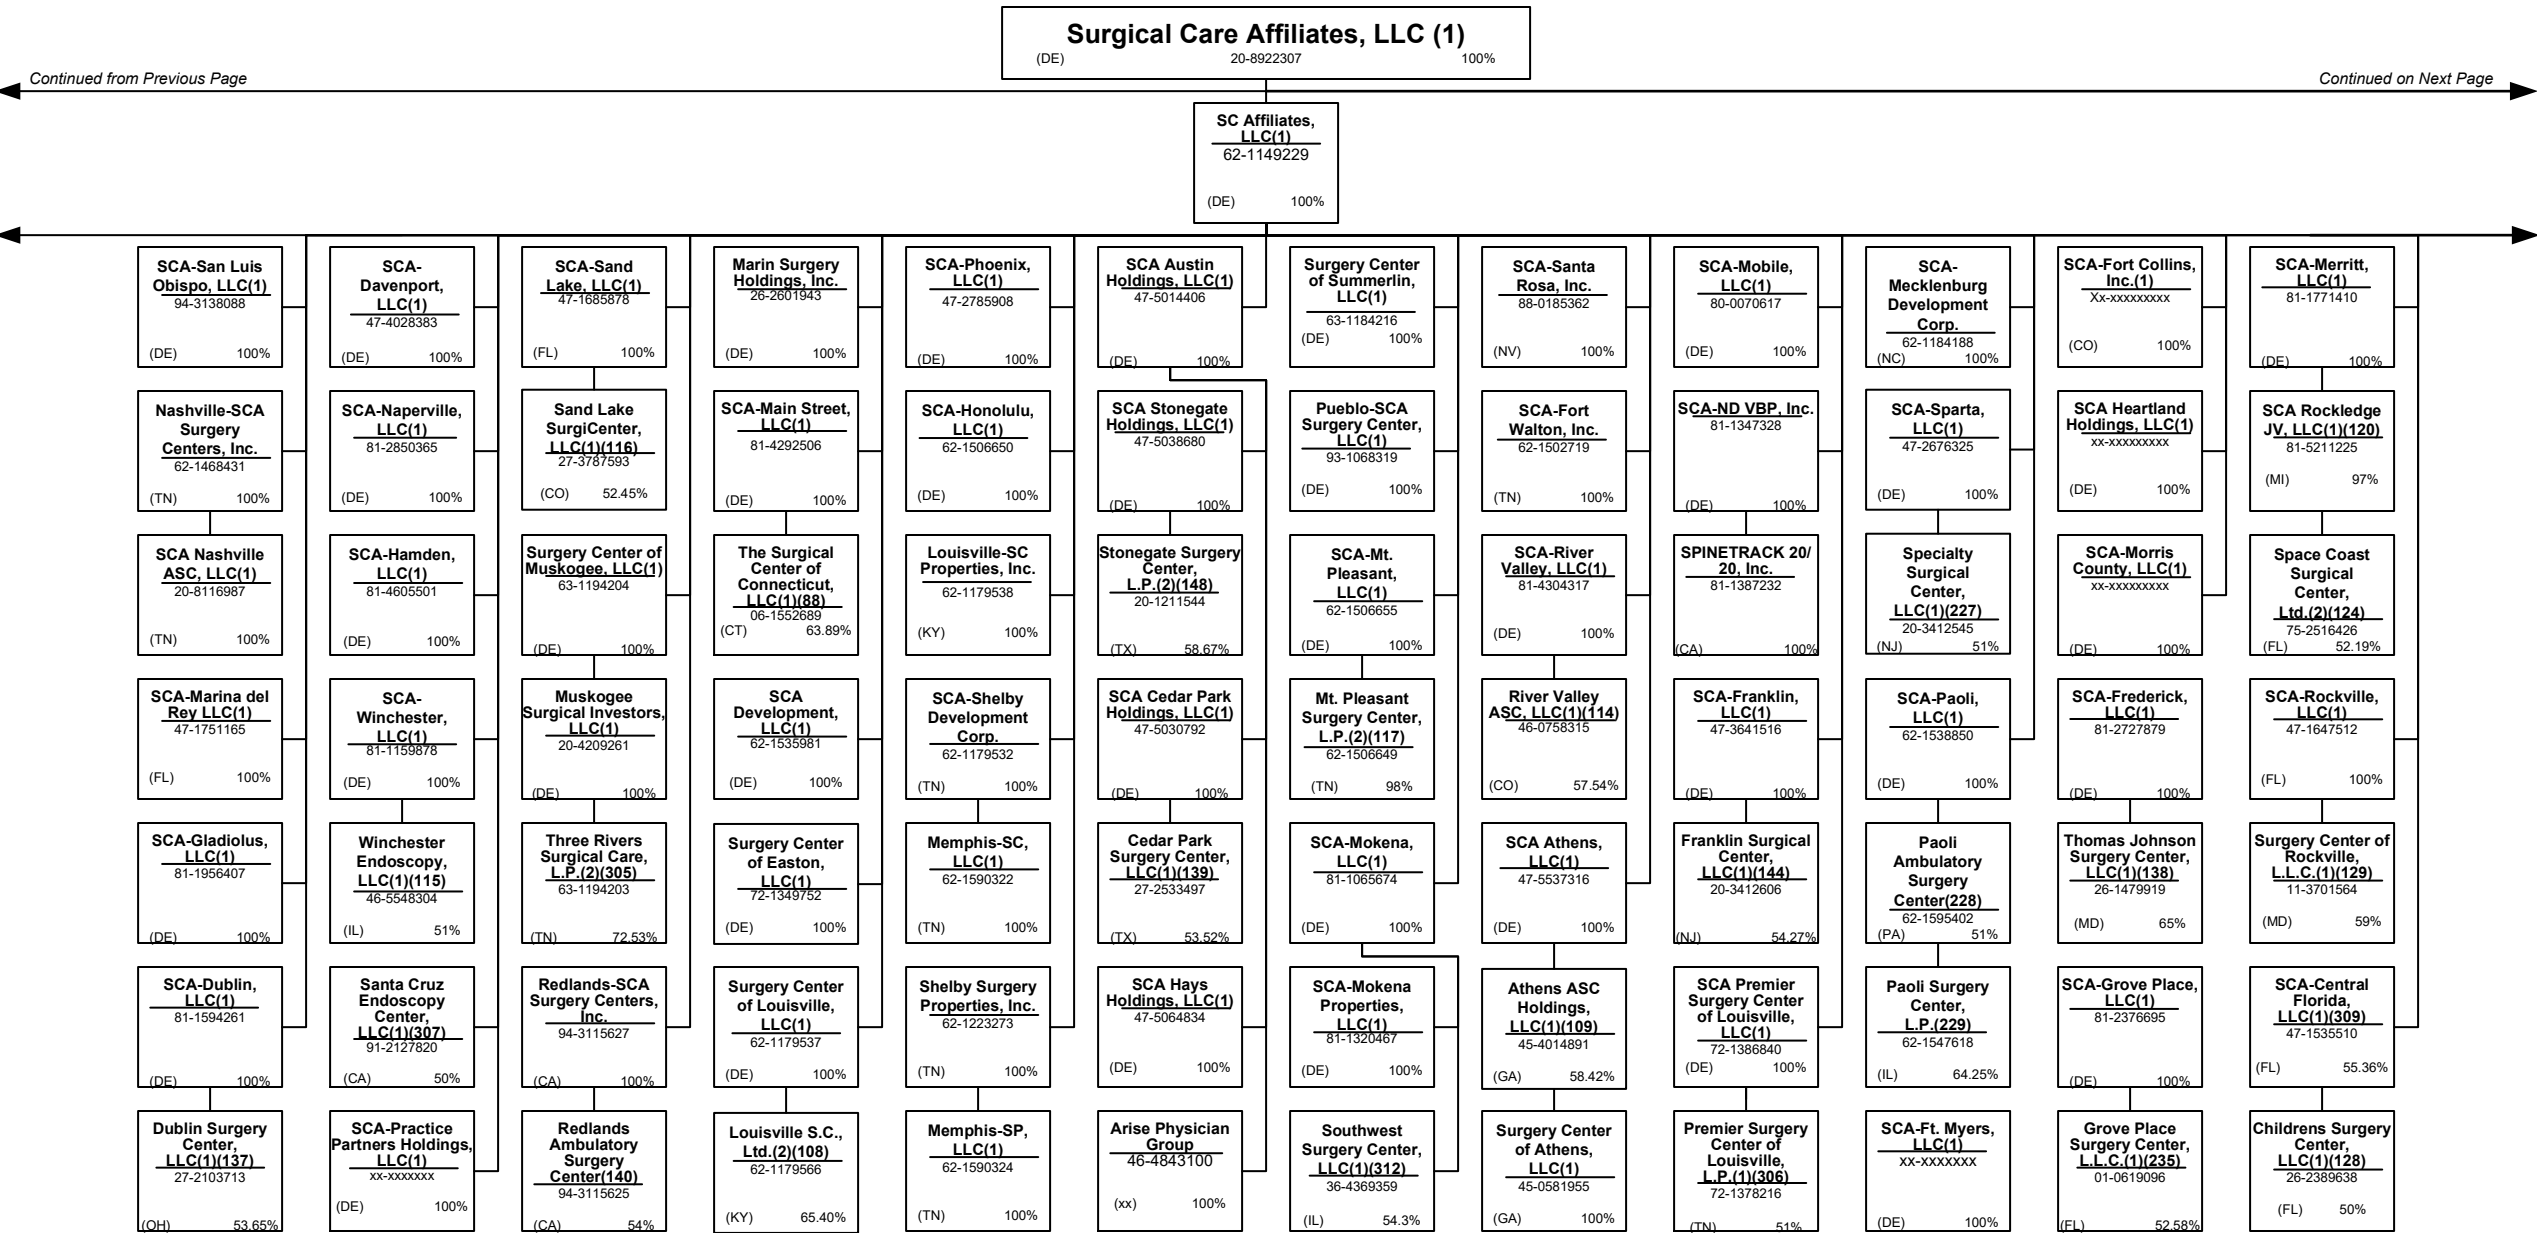 Surgical Care Affiliates, LLC (1)
(DE) 20-8922307 100%
Continued from Previous Page
Continued on Next Page
SC Affiliates,
LLC(1)
62-1149229
(DE) 100%
SCA-San Luis
Obispo, LLC(1)
94-3138088
(DE) 100%
SCA-
Davenport,
LLC(1)
47-4028383
(DE) 100%
SCA-Sand
Lake, LLC(1)
47-1685878
(FL) 100%
Marin Surgery
Holdings, Inc.
26-2601943
(DE) 100%
SCA-Phoenix,
LLC(1)
47-2785908
(DE) 100%
SCA Austin
Holdings, LLC(1)
47-5014406
(DE) 100%
Surgery Center
of Summerlin,
LLC(1)
63-1184216
(DE) 100%
SCA-Santa
Rosa, Inc.
88-0185362
(NV) 100%
SCA-Mobile,
LLC(1)
80-0070617
(DE) 100%
SCA-
Mecklenburg
Development
Corp.
62-1184188
(NC) 100%
SCA-Fort Collins,
Inc.(1)
Xx-xxxxxxxxx
(CO) 100%
SCA-Merritt,
LLC(1)
81-1771410
(DE) 100%
Nashville-SCA
Surgery
Centers, Inc.
62-1468431
(TN) 100%
SCA-Naperville,
LLC(1)
81-2850365
(DE) 100%
Sand Lake
SurgiCenter,
LLC(1)(116)
27-3787593
(CO) 52.45%
SCA-Main Street,
LLC(1)
81-4292506
(DE) 100%
SCA-Honolulu,
LLC(1)
62-1506650
(DE) 100%
SCA Stonegate
Holdings, LLC(1)
47-5038680
(DE) 100%
Pueblo-SCA
Surgery Center,
LLC(1)
93-1068319
(DE) 100%
SCA-Fort
Walton, Inc.
62-1502719
(TN) 100%
SCA-ND VBP, Inc.
81-1347328
(DE) 100%
SCA-Sparta,
LLC(1)
47-2676325
(DE) 100%
SCA Heartland
Holdings, LLC(1)
xx-xxxxxxxxx
(DE) 100%
SCA Rockledge
JV, LLC(1)(120)
81-5211225
(MI) 97%
SCA Nashville
ASC, LLC(1)
20-8116987
(TN) 100%
SCA-Hamden,
LLC(1)
81-4605501
(DE) 100%
Surgery Center of
Muskogee, LLC(1)
63-1194204
(DE) 100%
The Surgical
Center of
Connecticut,
LLC(1)(88)
06-1552689
(CT) 63.89%
Louisville-SC
Properties, Inc.
62-1179538
(KY) 100%
Stonegate Surgery
Center,
L.P.(2)(148)
20-1211544
(TX) 58.67%
SCA-Mt.
Pleasant,
LLC(1)
62-1506655
(DE) 100%
SCA-River
Valley, LLC(1)
81-4304317
(DE) 100%
SPINETRACK 20/
20, Inc.
81-1387232
(CA) 100%
Specialty
Surgical
Center,
LLC(1)(227)
20-3412545
(NJ) 51%
SCA-Morris
County, LLC(1)
xx-xxxxxxxxx
(DE) 100%
Space Coast
Surgical
Center,
Ltd.(2)(124)
75-2516426
(FL) 52.19%
SCA-Marina del
Rey LLC(1)
47-1751165
(FL) 100%
SCA-
Winchester,
LLC(1)
81-1159878
(DE) 100%
Muskogee
Surgical Investors,
LLC(1)
20-4209261
(DE) 100%
SCA
Development,
LLC(1)
62-1535981
(DE) 100%
SCA-Shelby
Development
Corp.
62-1179532
(TN) 100%
SCA Cedar Park
Holdings, LLC(1)
47-5030792
(DE) 100%
Mt. Pleasant
Surgery Center,
L.P.(2)(117)
62-1506649
(TN) 98%
River Valley
ASC, LLC(1)(114)
46-0758315
(CO) 57.54%
SCA-Franklin,
LLC(1)
47-3641516
(DE) 100%
SCA-Paoli,
LLC(1)
62-1538850
(DE) 100%
SCA-Frederick,
LLC(1)
81-2727879
(DE) 100%
SCA-Rockville,
LLC(1)
47-1647512
(FL) 100%
SCA-Gladiolus,
LLC(1)
81-1956407
(DE) 100%
Winchester
Endoscopy,
LLC(1)(115)
46-5548304
(IL) 51%
Three Rivers
Surgical Care,
L.P.(2)(305)
63-1194203
(TN) 72.53%
Surgery Center
of Easton,
LLC(1)
72-1349752
(DE) 100%
Memphis-SC,
LLC(1)
62-1590322
(TN) 100%
Cedar Park
Surgery Center,
LLC(1)(139)
27-2533497
(TX) 53.52%
SCA-Mokena,
LLC(1)
81-1065674
(DE) 100%
SCA Athens,
LLC(1)
47-5537316
(DE) 100%
Franklin Surgical
Center,
LLC(1)(144)
20-3412606
(NJ) 54.27%
Paoli
Ambulatory
Surgery
Center(228)
62-1595402
(PA) 51%
Thomas Johnson
Surgery Center,
LLC(1)(138)
26-1479919
(MD) 65%
Surgery Center of
Rockville,
L.L.C.(1)(129)
11-3701564
(MD) 59%
SCA-Dublin,
LLC(1)
81-1594261
(DE) 100%
Santa Cruz
Endoscopy
Center,
LLC(1)(307)
91-2127820
(CA) 50%
Redlands-SCA
Surgery Centers,
Inc.
94-3115627
(CA) 100%
Surgery Center
of Louisville,
LLC(1)
62-1179537
(DE) 100%
Shelby Surgery
Properties, Inc.
62-1223273
(TN) 100%
SCA Hays
Holdings, LLC(1)
47-5064834
(DE) 100%
SCA-Mokena
Properties,
LLC(1)
81-1320467
(DE) 100%
Athens ASC
Holdings,
LLC(1)(109)
45-4014891
(GA) 58.42%
SCA Premier
Surgery Center
of Louisville,
LLC(1)
72-1386840
(DE) 100%
Paoli Surgery
Center,
L.P.(229)
62-1547618
(IL) 64.25%
SCA-Grove Place,
LLC(1)
81-2376695
(DE) 100%
SCA-Central
Florida,
LLC(1)(309)
47-1535510
(FL) 55.36%
Dublin Surgery
Center,
LLC(1)(137)
27-2103713
(OH) 53.65%
SCA-Practice
Partners Holdings,
LLC(1)
xx-xxxxxxx
(DE) 100%
Redlands
Ambulatory
Surgery
Center(140)
94-3115625
(CA) 54%
Louisville S.C.,
Ltd.(2)(108)
62-1179566
(KY) 65.40%
Memphis-SP,
LLC(1)
62-1590324
(TN) 100%
Arise Physician
Group
46-4843100
(xx) 100%
Southwest
Surgery Center,
LLC(1)(312)
36-4369359
(IL) 54.3%
Surgery Center
of Athens,
LLC(1)
45-0581955
(GA) 100%
Premier Surgery
Center of
Louisville,
L.P.(1)(306)
72-1378216
(TN) 51%
SCA-Ft. Myers,
LLC(1)
xx-xxxxxxx
(DE) 100%
Grove Place
Surgery Center,
L.L.C.(1)(235)
01-0619096
(FL) 52.58%
Childrens Surgery
Center,
LLC(1)(128)
26-2389638
(FL) 50%